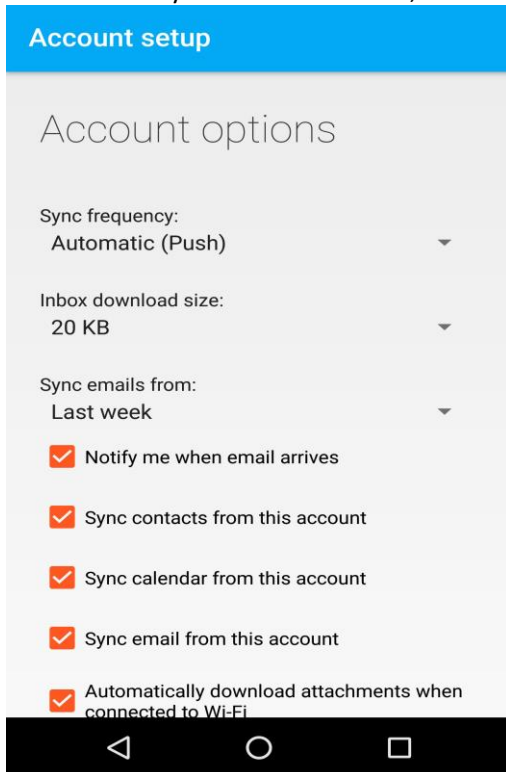 Account setup
Account options
Sync frequency:
Automatic (Push)
Inbox download size:
20 KB
Sync emails from:
Last week
Notify me when email arrives
Sync contacts from this account
Sync calendar from this account
Sync email from this account
Automatically download attachments when
connected to Wi-Fi